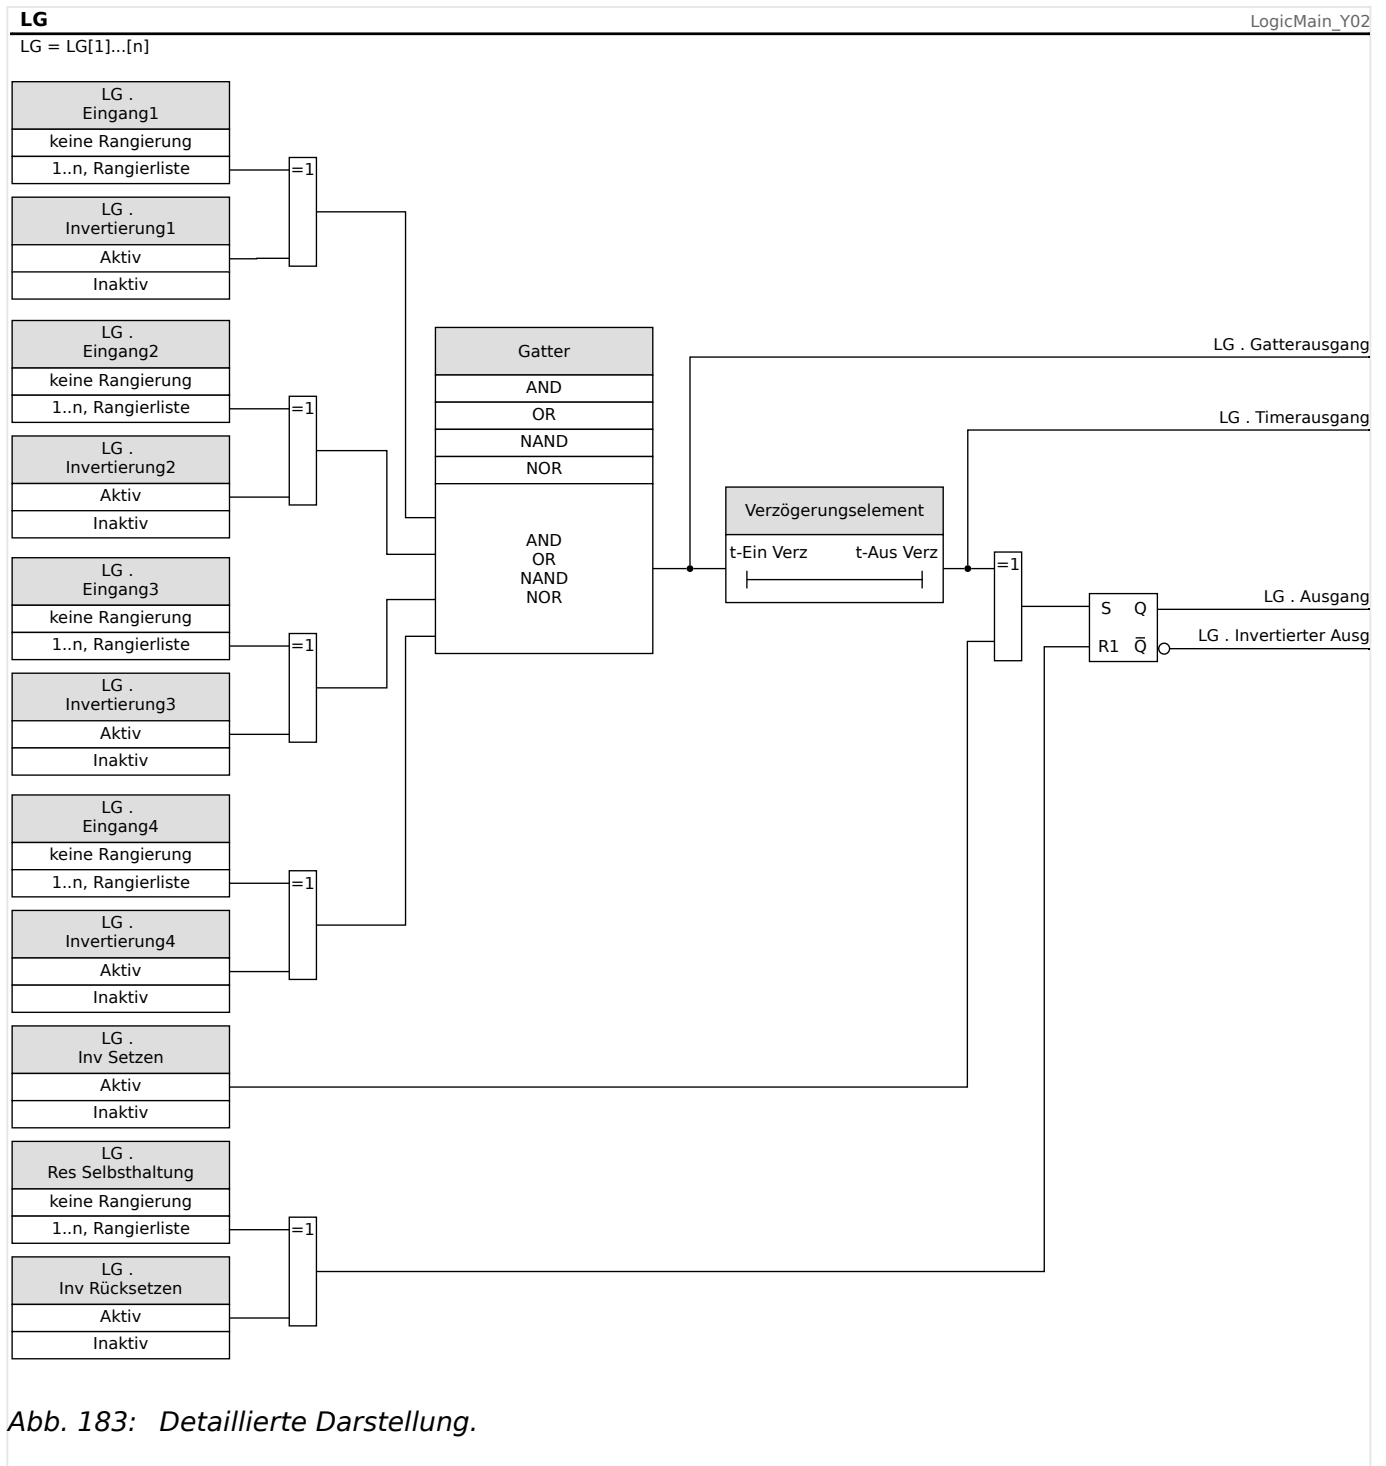 LG
LogicMain_Y02
LG = LG[1]...[n]
LG .
Eingang1
keine Rangierung
1..n, Rangierliste
=1
LG .
Invertierung1
Aktiv
Inaktiv
LG .
Eingang2
keine Rangierung
1..n, Rangierliste
=1
LG .
Invertierung2
Aktiv
Inaktiv
LG .
Eingang3
keine Rangierung
1..n, Rangierliste
=1
LG .
Invertierung3
Aktiv
Inaktiv
LG .
Eingang4
keine Rangierung
1..n, Rangierliste
=1
LG .
Invertierung4
Aktiv
Inaktiv
LG .
Inv Setzen
Aktiv
Inaktiv
LG .
Res Selbsthaltung
keine Rangierung
1..n, Rangierliste
=1
LG .
Inv Rücksetzen
Aktiv
Inaktiv
Gatter
AND
OR
NAND
NOR
AND
OR
NAND
NOR
Verzögerungselement
t-Ein Verz t-Aus Verz
=1
S Q
R1 Q̅
LG . Gatterausgang
LG . Timerausgang
LG . Ausgang
LG . Invertierter Ausg
Abb. 183: Detaillierte Darstellung.